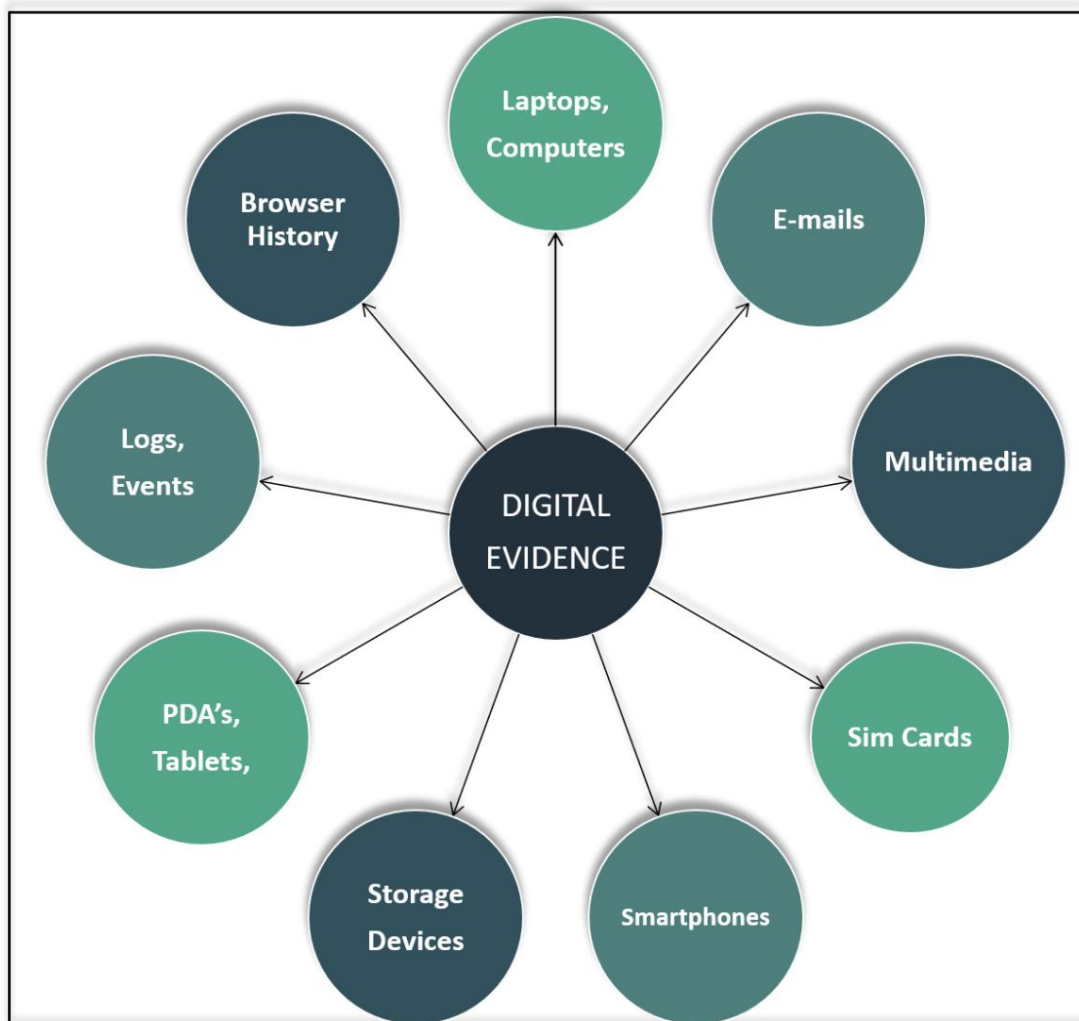 Laptops,
Computers
E-mails
Multimedia
Sim Cards
Smartphones
Storage
Devices
PDA’s,
Tablets,
Logs,
Events
Browser
History
DIGITAL
EVIDENCE